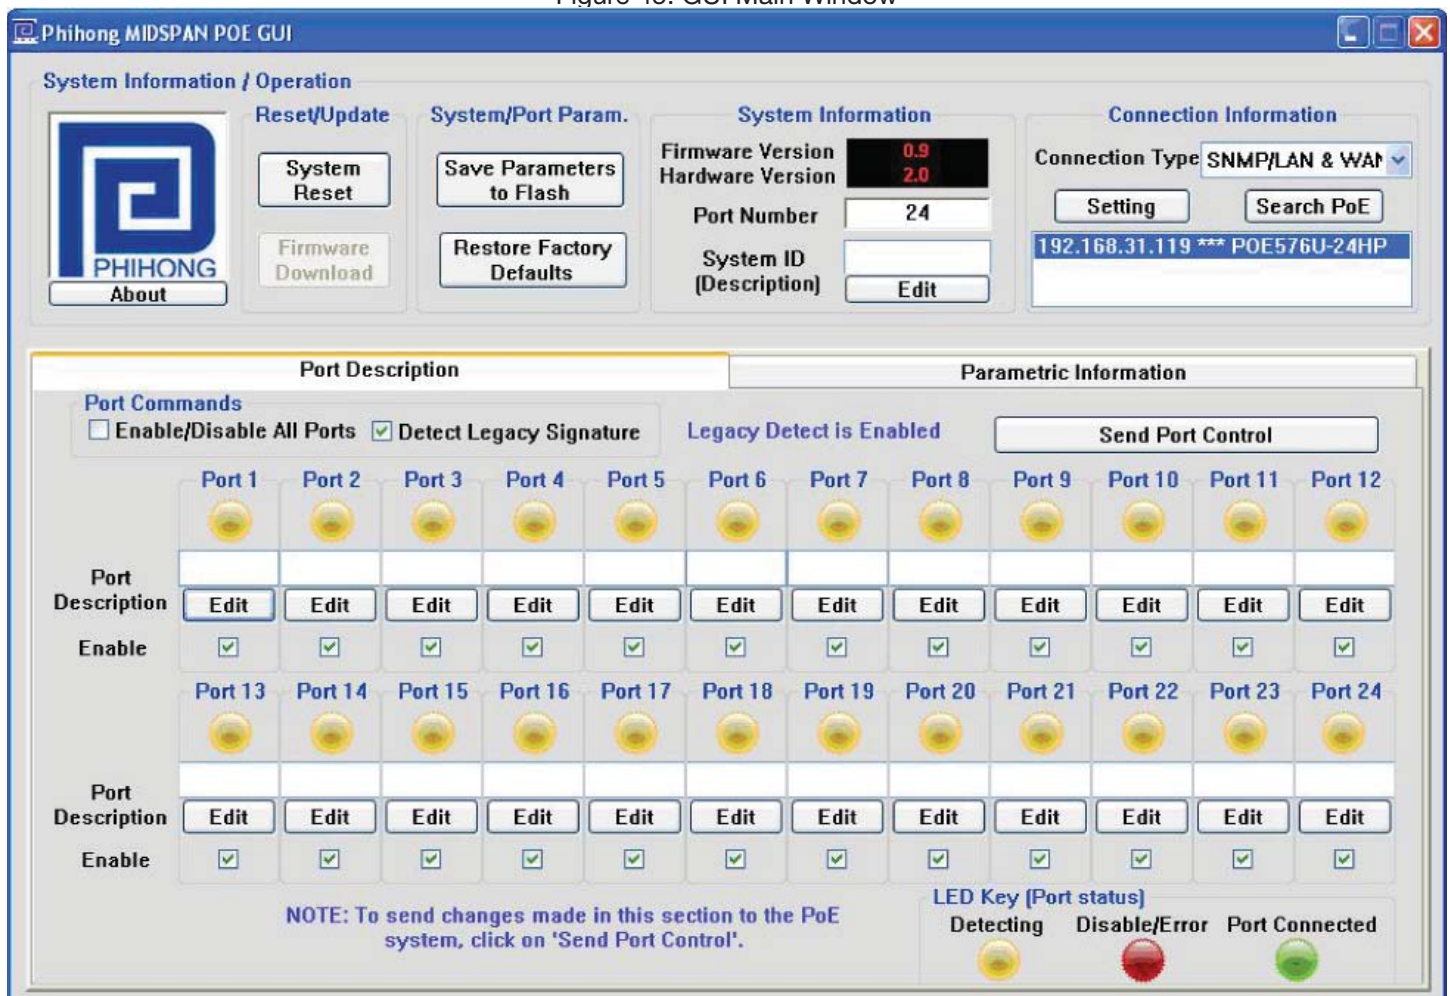 Figure 45: GUI Main Window
Phihong MIDSPAN POE GUI
System Information / Operation
Reset/Update
System/Port Param.
System Information
Connection Information
PHIHONG
About
System
Reset
Firmware
Download
Save Parameters
to Flash
Restore Factory
Defaults
Firmware Version 0.9
Hardware Version 2.0
Port Number 24
System ID
(Description)
Edit
Connection Type SNMP/LAN & WAN
Setting Search PoE
192.168.31.119 *** POE576U-24HP
Port Description Parametric Information
Port Commands
Enable/Disable All Ports Detect Legacy Signature Legacy Detect is Enabled Send Port Control
Port 1 Port 2 Port 3 Port 4 Port 5 Port 6 Port 7 Port 8 Port 9 Port 10 Port 11 Port 12
Port
Description Edit Edit Edit Edit Edit Edit Edit Edit Edit Edit Edit Edit
Enable
Port 13 Port 14 Port 15 Port 16 Port 17 Port 18 Port 19 Port 20 Port 21 Port 22 Port 23 Port 24
Port
Description Edit Edit Edit Edit Edit Edit Edit Edit Edit Edit Edit Edit
Enable
NOTE: To send changes made in this section to the PoE
system, click on 'Send Port Control'.
LED Key (Port status)
Detecting Disable/Error Port Connected